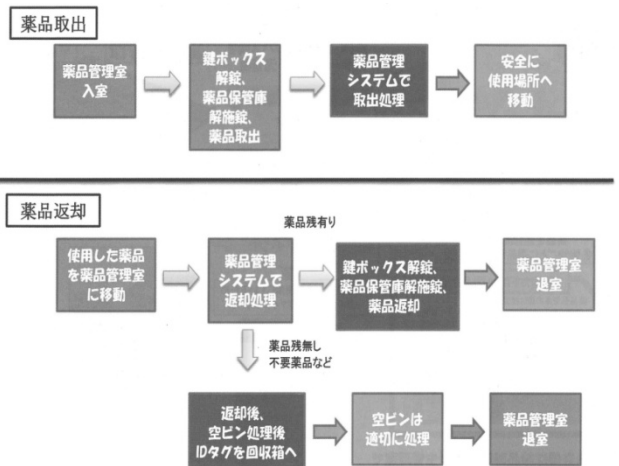 薬品取出
薬品管理室
入室
鍵ボックス
解錠、
薬品保管庫
解施錠、
薬品取出
薬品管理
システムで
取出処理
安全に
使用場所へ
移動
薬品返却
薬品残有り
使用した薬品
を薬品管理室
に移動
薬品管理
システムで
返却処理
鍵ボックス解錠、
薬品保管庫解施錠、
薬品返却
薬品管理室
退室
薬品残無し
不要薬品など
返却後、
空ビン処理後
IDタグを回収箱へ
空ビンは
適切に処理
薬品管理室
退室